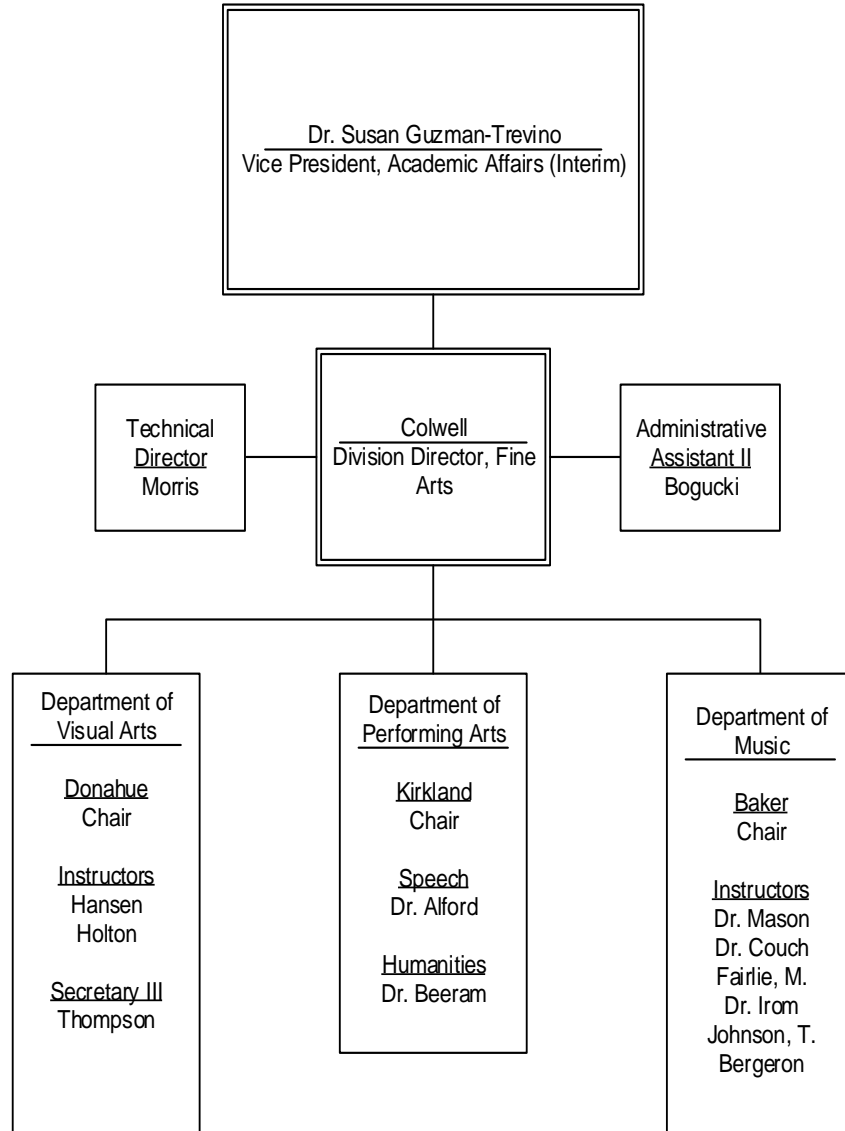 Dr. Susan Guzman-Trevino
Vice President, Academic Affairs (Interim)
Technical
Director
Morris
Colwell
Division Director, Fine
Arts
Administrative
Assistant II
Bogucki
Department of
Visual Arts
Donahue
Chair
Instructors
Hansen
Holton
Secretary III
Thompson
Department of
Performing Arts
Kirkland
Chair
Speech
Dr. Alford
Humanities
Dr. Beeram
Department of
Music
Baker
Chair
Instructors
Dr. Mason
Dr. Couch
Fairlie, M.
Dr. Irom
Johnson, T.
Bergeron